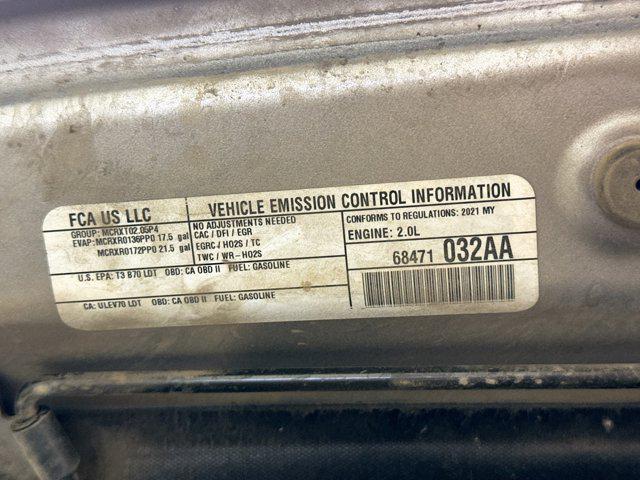 FCA US LLC
GROUP: MCRXT02.05P4
EVAP: MCRXR0136PP0 17.5 gal
MCRXR0172PP0 21.5 gal
U.S. EPA: T3 B70 LDT OBD: CA OBD II FUEL: GASOLINE
CA: ULEV70 LDT OBD: CA OBD II FUEL: GASOLINE
VEHICLE EMISSION CONTROL INFORMATION
NO ADJUSTMENTS NEEDED
CAC / DFI / EGR
EGRC / HO2S / TC
TWC / WR-HO2S
CONFORMS TO REGULATIONS: 2021 MY
ENGINE: 2.0L
68471 032AA